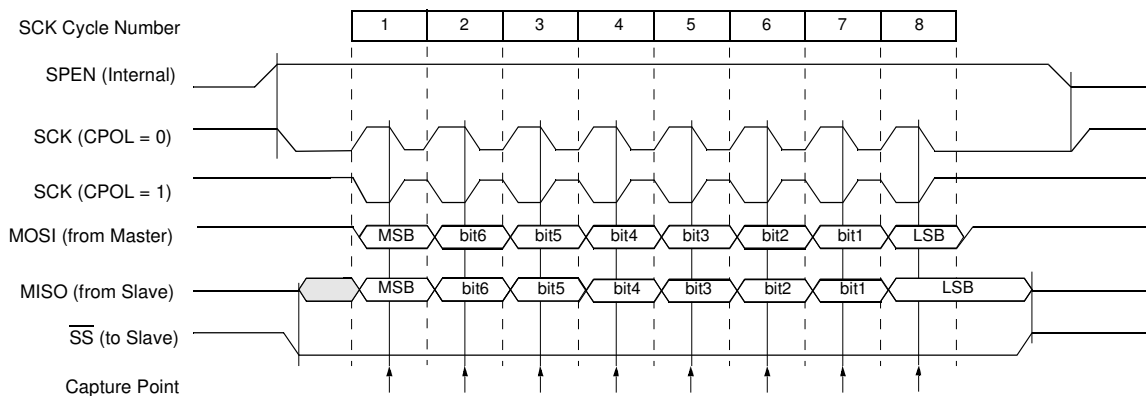 SCK Cycle Number 1 2 3 4 5 6 7 8
SPEN (Internal)
SCK (CPOL = 0)
SCK (CPOL = 1)
MOSI (from Master) MSB bit6 bit5 bit4 bit3 bit2 bit1 LSB
MISO (from Slave) MSB bit6 bit5 bit4 bit3 bit2 bit1 LSB
S̅S̅ (to Slave)
Capture Point